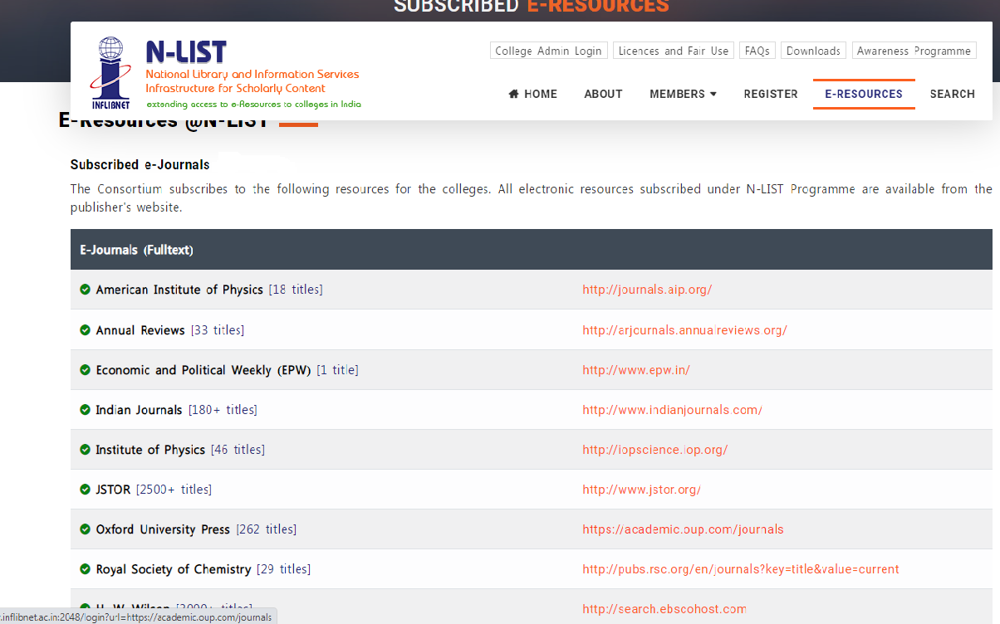 SUBSCRIBED E-RESOURCES
N-LIST
National Library and Information Services
Infrastructure for Scholarly Content
extending access to e-Resources to colleges in India
INFLIBNET
College Admin Login Licences and Fair Use FAQs Downloads Awareness Programme
HOME ABOUT MEMBERS REGISTER E-RESOURCES SEARCH
E-Resources @N-LIST
Subscribed e-Journals
The Consortium subscribes to the following resources for the colleges. All electronic resources subscribed under N-LIST Programme are available from the
publisher's website.
E-Journals (Fulltext)
American Institute of Physics [18 titles] http://journals.aip.org/
Annual Reviews [33 titles] http://arjournals.annualreviews.org/
Economic and Political Weekly (EPW) [1 title] http://www.epw.in/
Indian Journals [180+ titles] http://www.indianjournals.com/
Institute of Physics [46 titles] http://iopscience.iop.org/
JSTOR [2500+ titles] http://www.jstor.org/
Oxford University Press [262 titles] https://academic.oup.com/journals
Royal Society of Chemistry [29 titles] http://pubs.rsc.org/en/journals?key=title&value=current
H. W. Wilson [3000+ titles] http://search.ebscohost.com
.inflibnet.ac.in:2048/login?url=https://academic.oup.com/journals